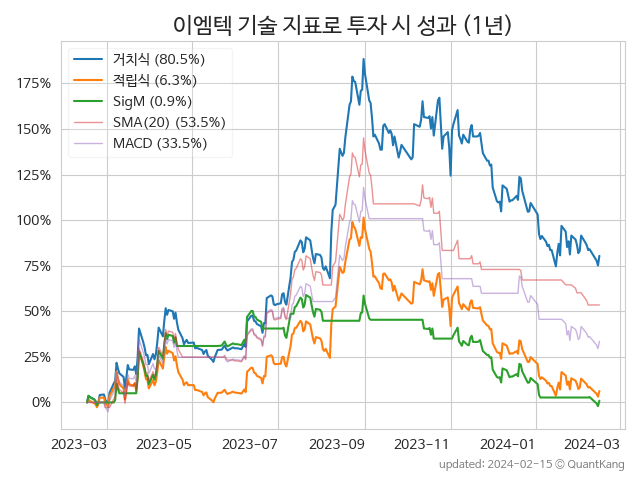 이엠텍 기술 지표로 투자 시 성과 (1년)
거치식 (80.5%)
적립식 (6.3%)
SigM (0.9%)
SMA(20) (53.5%)
MACD (33.5%)
175%
150%
125%
100%
75%
50%
25%
0%
2023-03 2023-05 2023-07 2023-09 2023-11 2024-01 2024-03
updated: 2024-02-15 © QuantKang